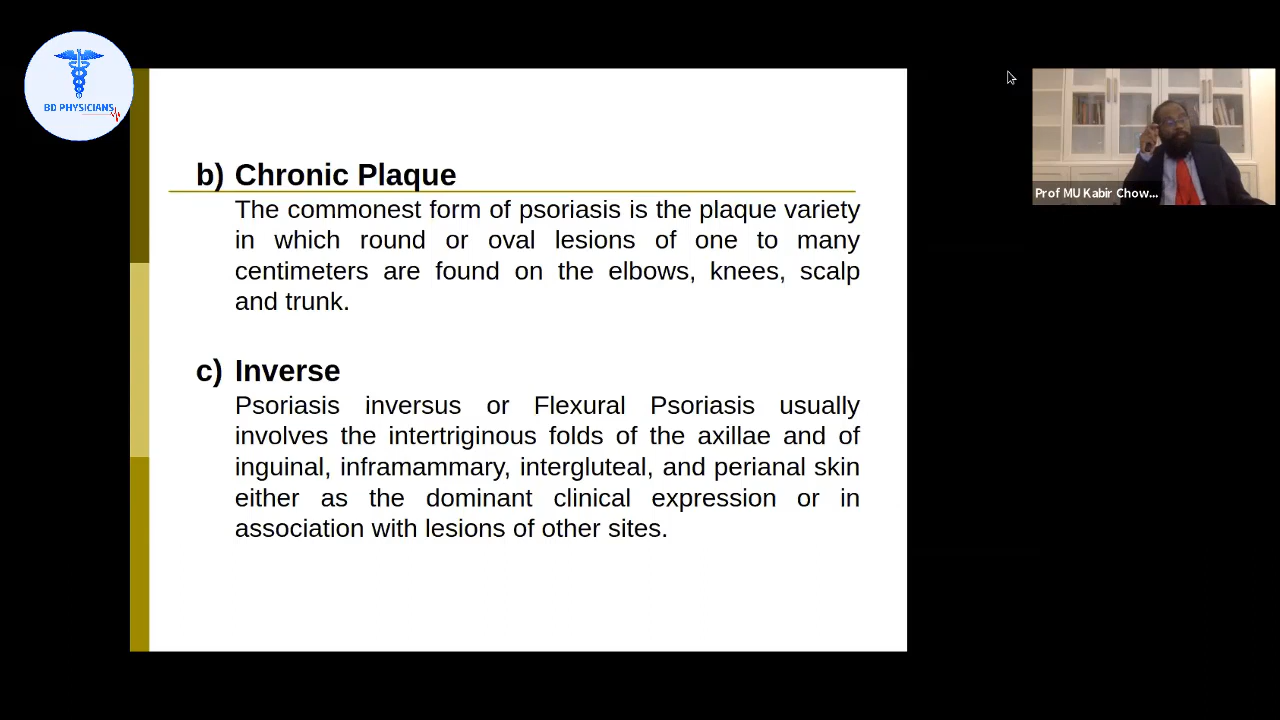 BD PHYSICIANS
b) Chronic Plaque
The commonest form of psoriasis is the plaque variety
in which round or oval lesions of one to many
centimeters are found on the elbows, knees, scalp
and trunk.
c) Inverse
Psoriasis inversus or Flexural Psoriasis usually
involves the intertriginous folds of the axillae and of
inguinal, inframammary, intergluteal, and perianal skin
either as the dominant clinical expression or in
association with lesions of other sites.
Prof MU Kabir Chow...